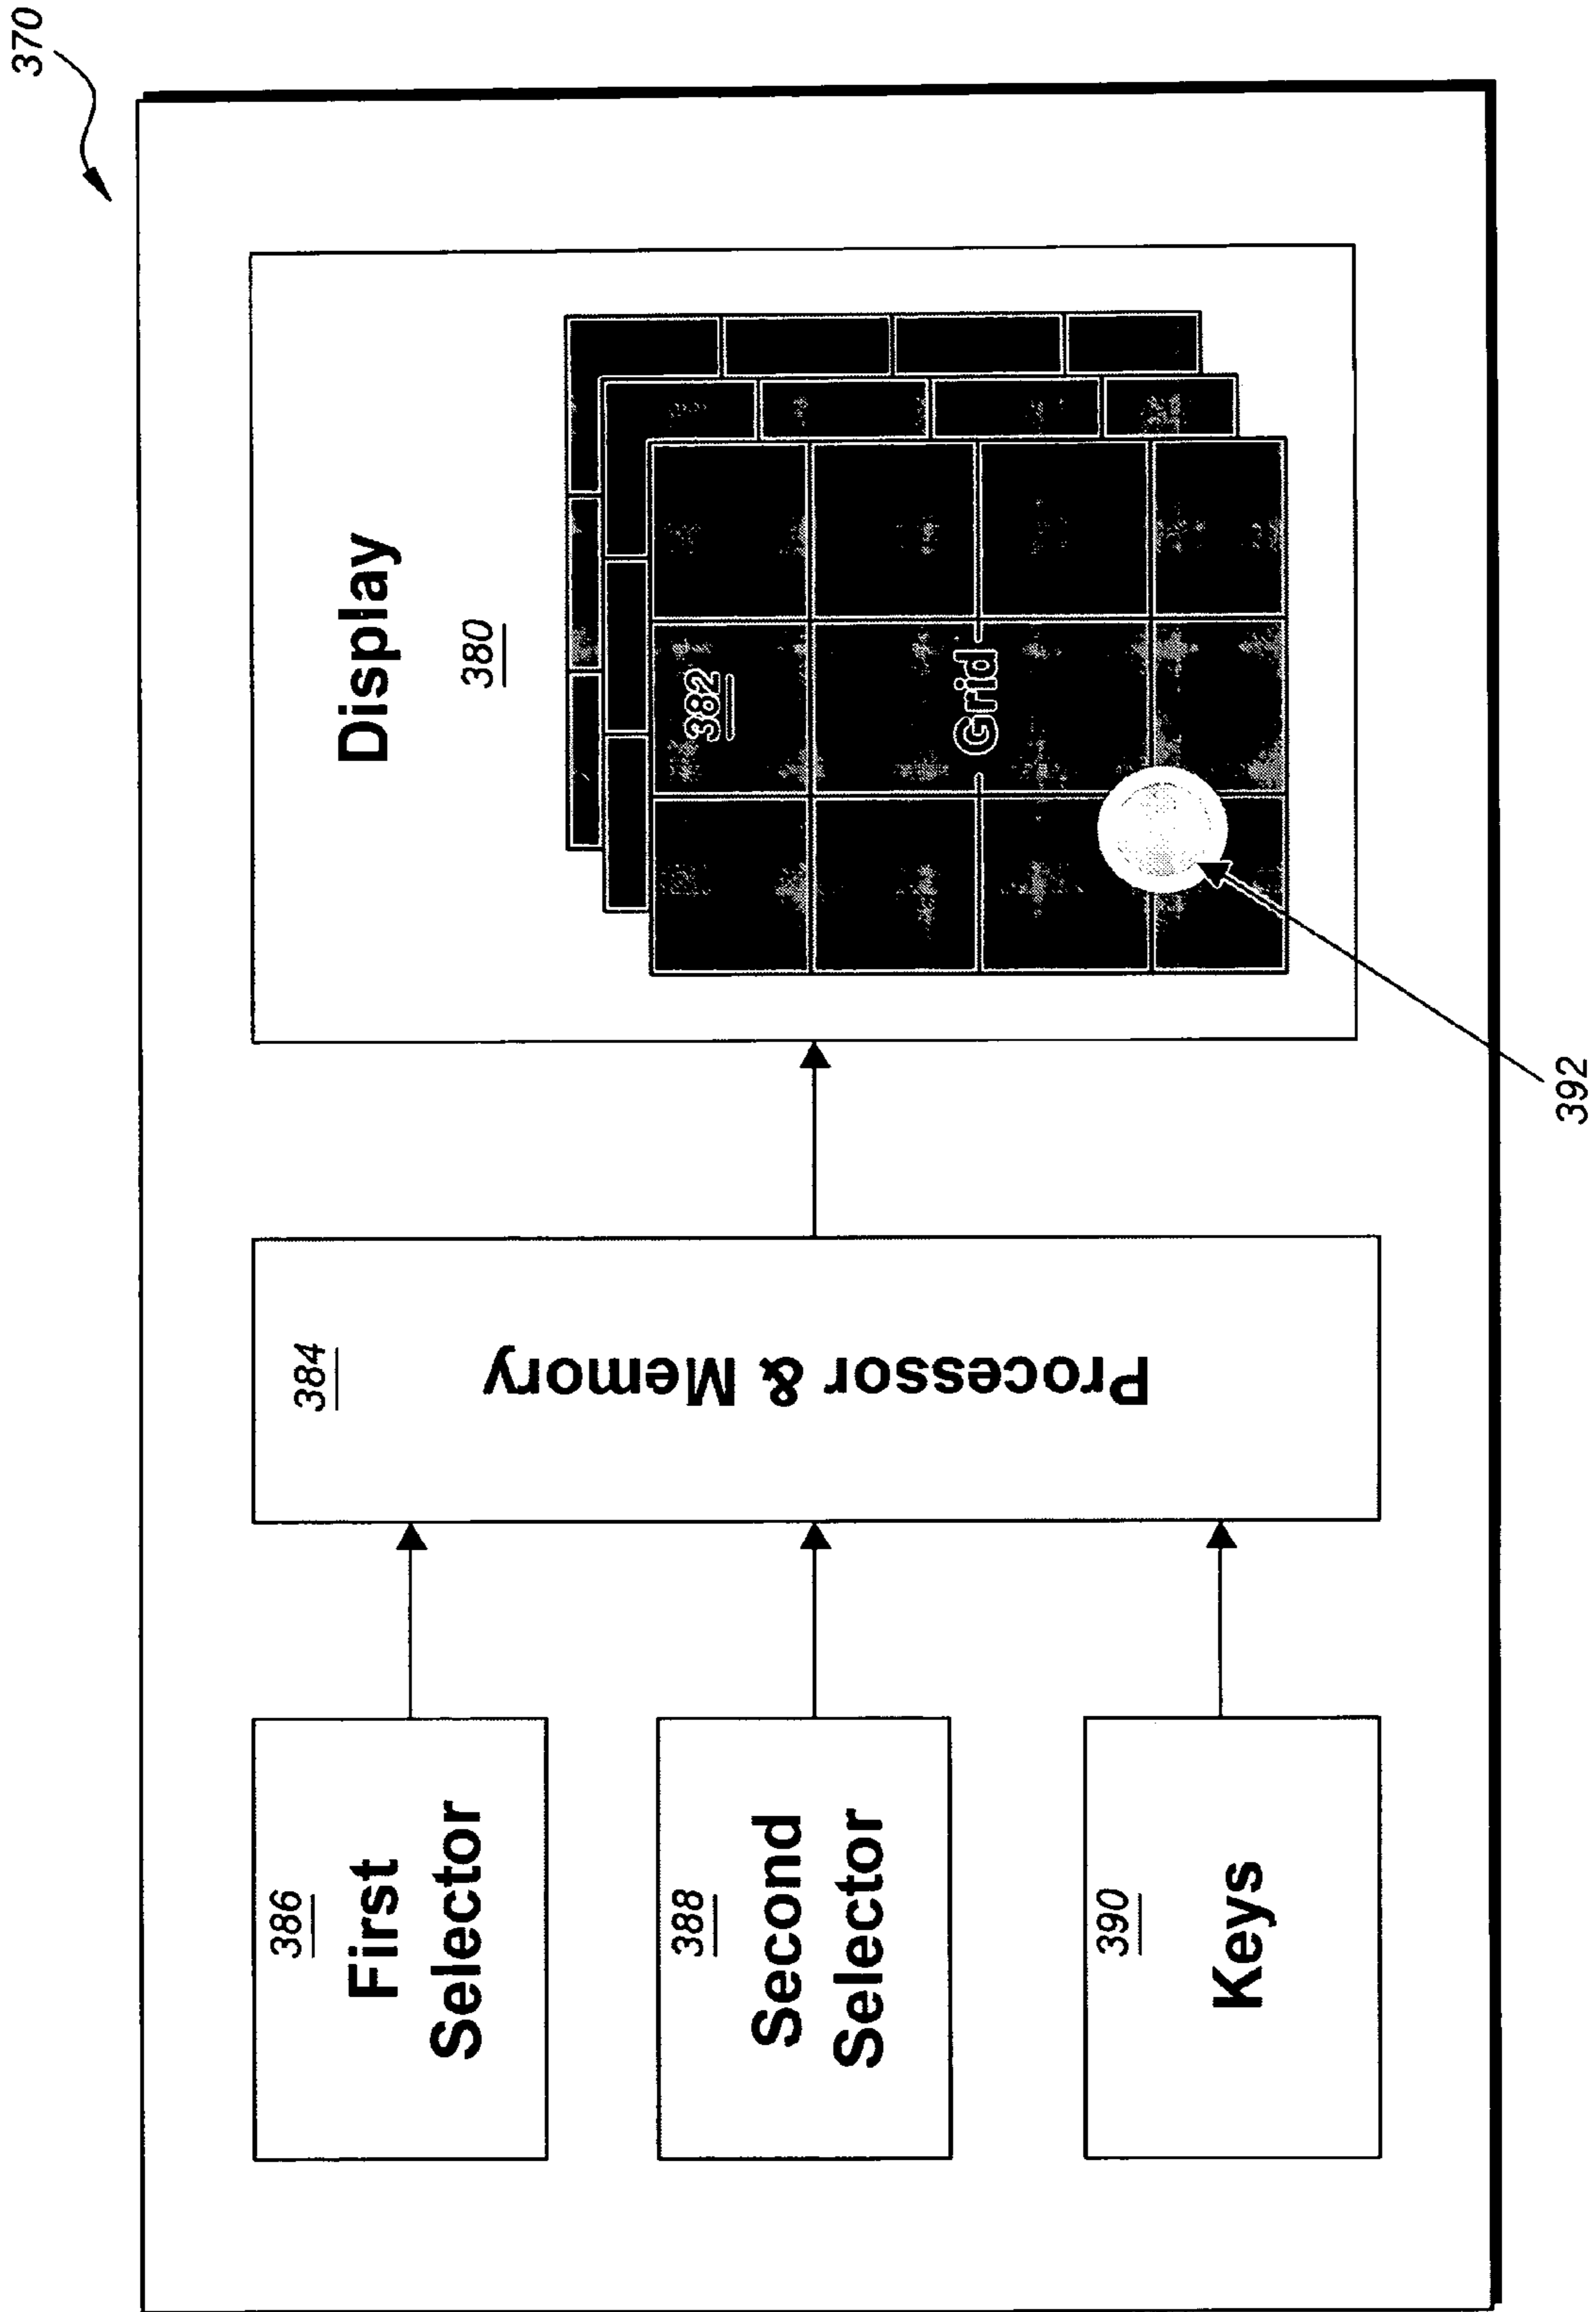 370
386
First
Selector
388
Second
Selector
390
Keys
384
Processor & Memory
Display
380
382
Grid
392